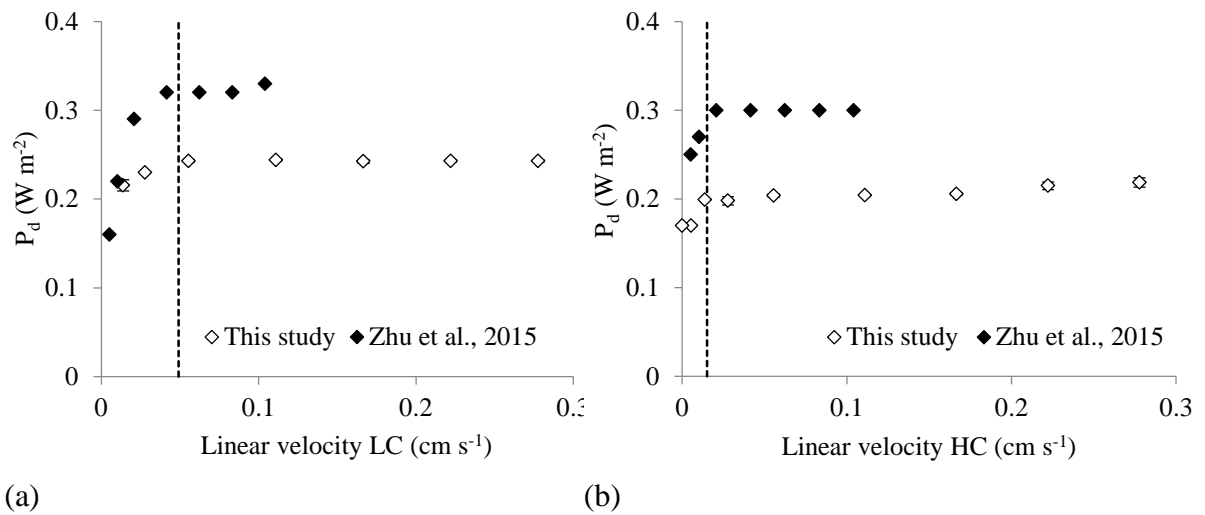 0.4
0.3
0.2
0.1
0
P_d (W m^-2)
This study Zhu et al., 2015
0 0.1 0.2 0.3
Linear velocity LC (cm s^-1)
(a)
0.4
0.3
0.2
0.1
0
P_d (W m^-2)
This study Zhu et al., 2015
0 0.1 0.2 0.3
Linear velocity HC (cm s^-1)
(b)